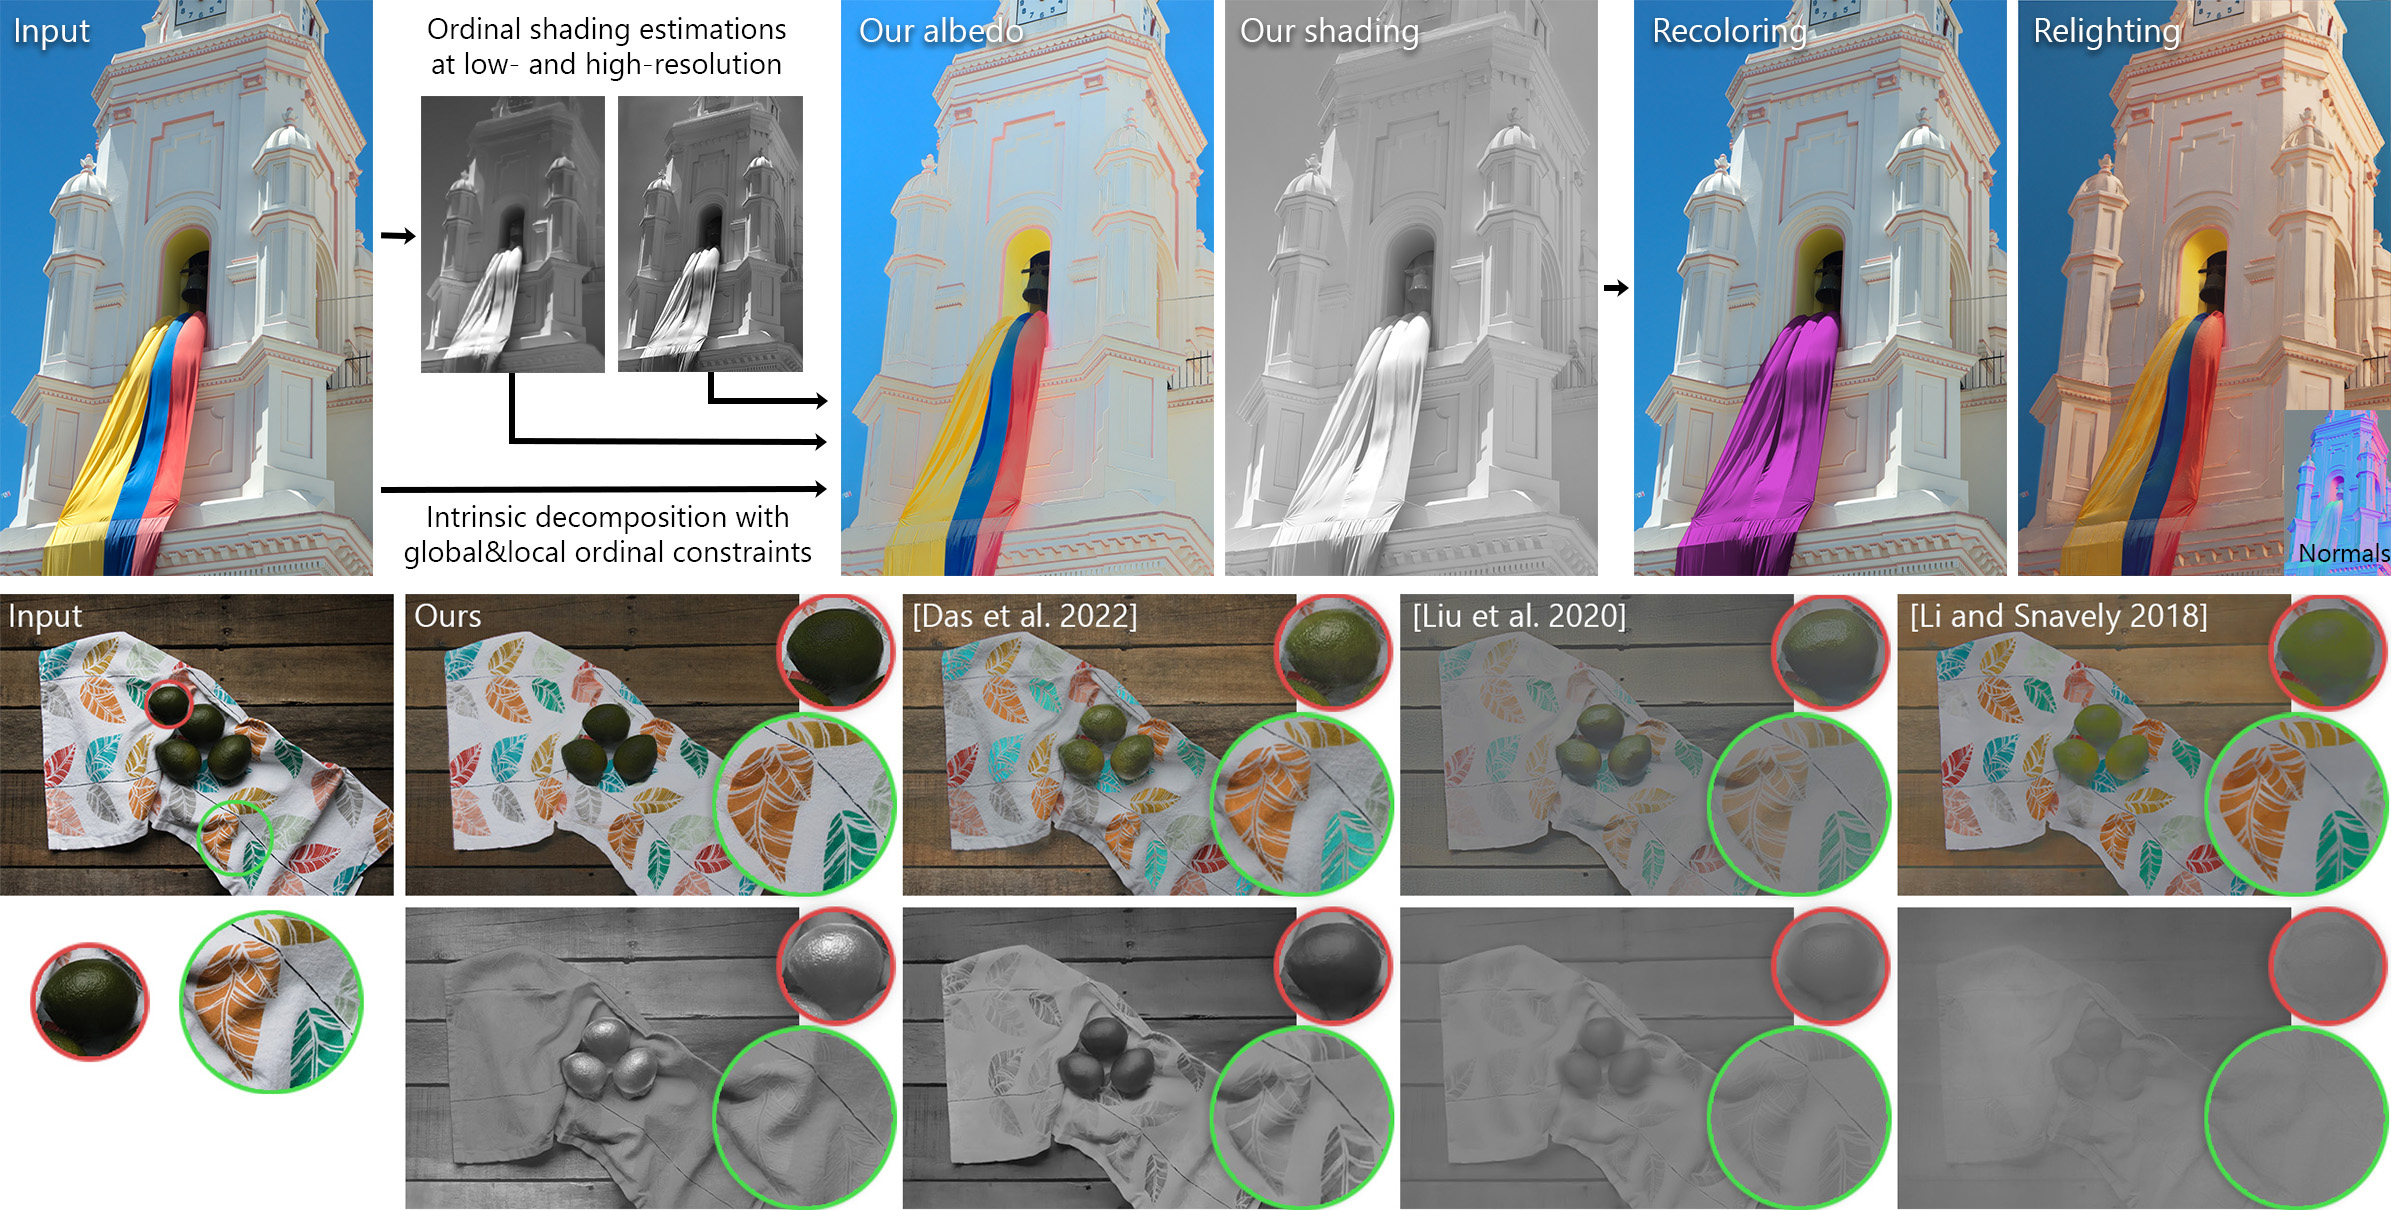 Input
Ordinal shading estimations
at low- and high-resolution
Our albedo
Our shading
Recoloring
Relighting
Intrinsic decomposition with
global&local ordinal constraints
Normals
Input
Ours
[Das et al. 2022]
[Liu et al. 2020]
[Li and Snavely 2018]